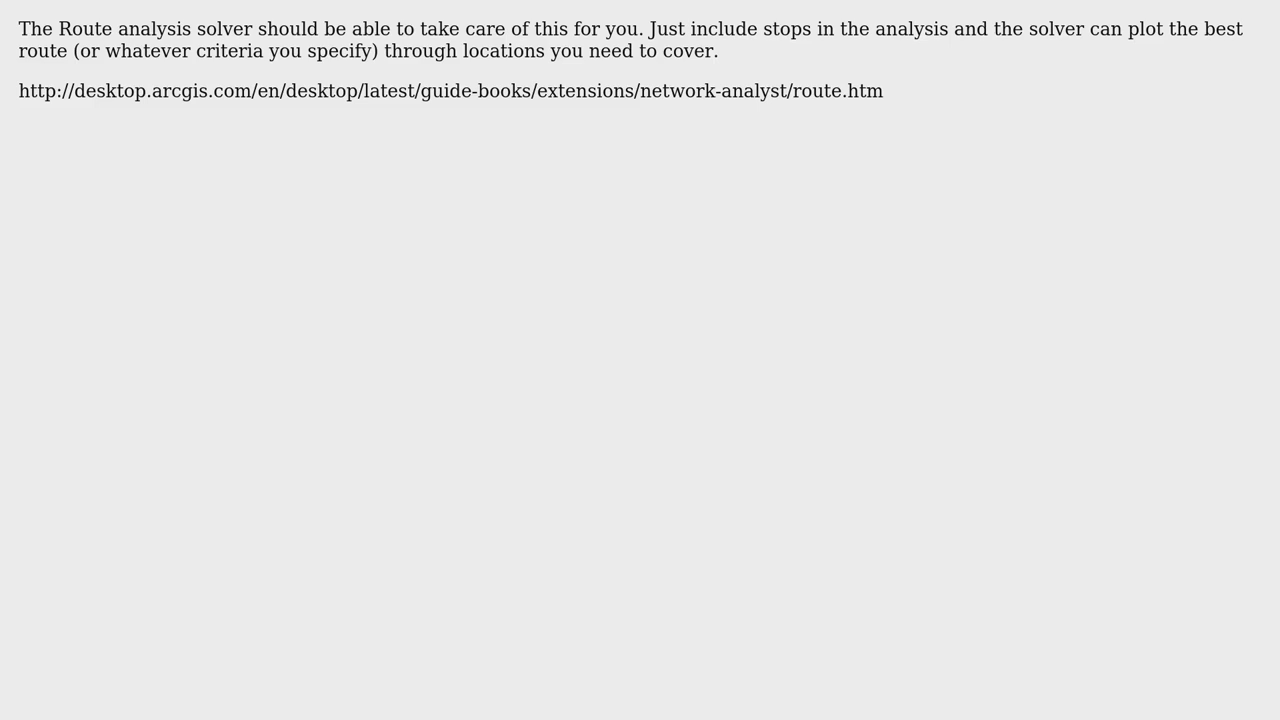 The Route analysis solver should be able to take care of this for you. Just include stops in the analysis and the solver can plot the best
route (or whatever criteria you specify) through locations you need to cover.
http://desktop.arcgis.com/en/desktop/latest/guide-books/extensions/network-analyst/route.htm